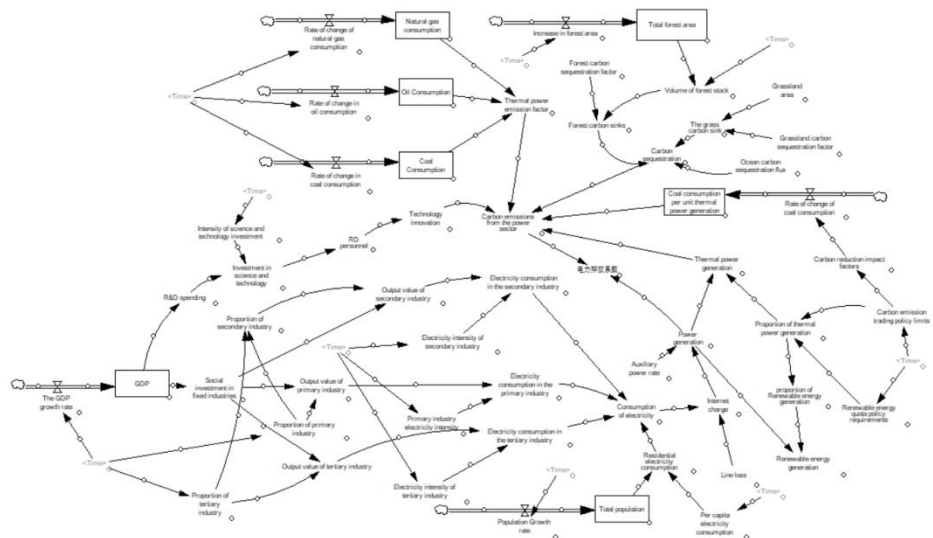 Natural gas
consumption
Rate of change of
natural gas
consumption
<Time>
Oil Consumption
Rate of change in
oil consumption
Thermal power
emission factor
Coal
Consumption
Rate of change in
coal consumption
Total forest area
Increase in forest area
<Time>
<Time>
Forest carbon
sequestration factor
Volume of forest stock
Grassland
area
Forest carbon sinks
The grass
carbon sink
Carbon
sequestration
Grassland carbon
sequestration factor
Ocean carbon
sequestration flux
<Time>
Intensity of science and
technology investment
Technology
innovation
RD
personnel
Carbon emissions
from the power
sector
Coal consumption
per unit thermal
power generation
Rate of change of
coal consumption
Investment in
science and
technology
电力排放系数
Thermal power
generation
Carbon reduction impact
factors
R&D spending
Output value of
secondary industry
Electricity consumption
in the secondary industry
Proportion of
secondary industry
Carbon emission
trading policy limits
<Time>
Electricity intensity of
secondary industry
Power
generation
Proportion of thermal
power generation
<Time>
GDP
The GDP
growth rate
Social
investment in
fixed industries
Output value of
primary industry
Electricity
consumption in the
primary industry
Auxiliary
power rate
proportion of
Renewable energy
generation
Renewable energy
quota policy
requirements
Proportion of primary
industry
Primary industry
electricity intensity
Electricity
consumption in
the tertiary industry
Consumption
of electricity
Internet
charge
<Time>
Output value of tertiary industry
Residential
electricity
consumption
Renewable energy
generation
Proportion of
tertiary
industry
Electricity intensity of
tertiary industry
<Time>
Line loss
<Time>
Population Growth
rate
Total population
Per capita
electricity
consumption